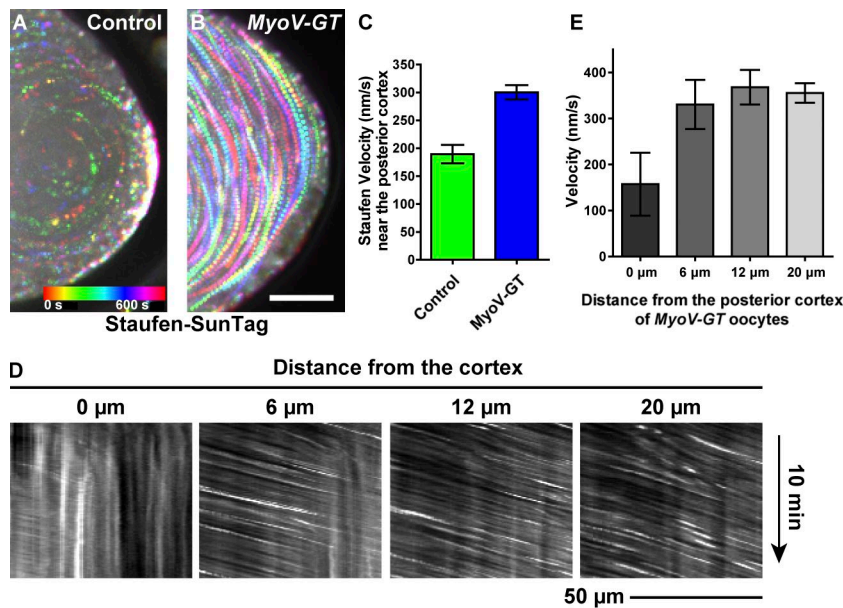 A Control
B MyoV-GT
0 s 600 s
Staufen-SunTag
C
Staufen Velocity (nm/s)
near the posterior cortex
350
300
250
200
150
100
50
0
Control
MyoV-GT
E
Velocity (nm/s)
400
300
200
100
0
0 µm 6 µm 12 µm 20 µm
Distance from the posterior cortex
of MyoV-GT oocytes
D
Distance from the cortex
0 µm 6 µm 12 µm 20 µm
10 min
50 µm